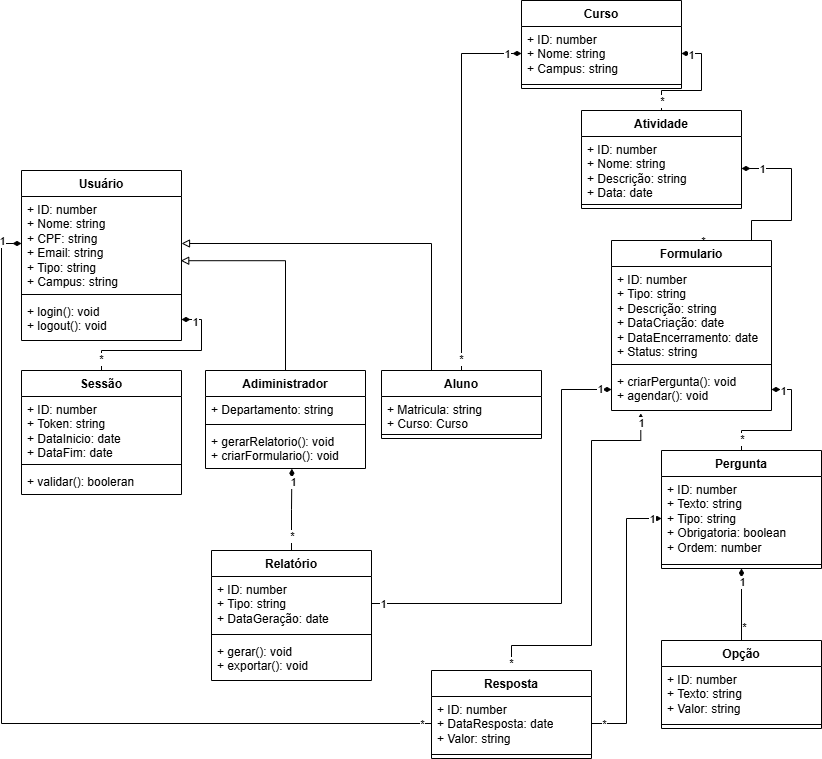 Curso
+ ID: number
+ Nome: string
+ Campus: string
1
1
*
Atividade
+ ID: number
+ Nome: string
+ Descrição: string
+ Data: date
1
*
Usuário
+ ID: number
+ Nome: string
+ CPF: string
+ Email: string
+ Tipo: string
+ Campus: string
+ login(): void
+ logout(): void
1
1
*
Formulario
+ ID: number
+ Tipo: string
+ Descrição: string
+ DataCriação: date
+ DataEncerramento: date
+ Status: string
+ criarPergunta(): void
+ agendar(): void
1
1
1
*
Sessão
+ ID: number
+ Token: string
+ DataInicio: date
+ DataFim: date
+ validar(): booleran
Adiministrador
+ Departamento: string
+ gerarRelatorio(): void
+ criarFormulario(): void
1
*
*
Aluno
+ Matricula: string
+ Curso: Curso
Pergunta
+ ID: number
+ Texto: string
+ Tipo: string
+ Obrigatoria: boolean
+ Ordem: number
1
1
*
Relatório
+ ID: number
+ Tipo: string
+ DataGeração: date
+ gerar(): void
+ exportar(): void
1
*
Resposta
+ ID: number
+ DataResposta: date
+ Valor: string
*
*
Opção
+ ID: number
+ Texto: string
+ Valor: string